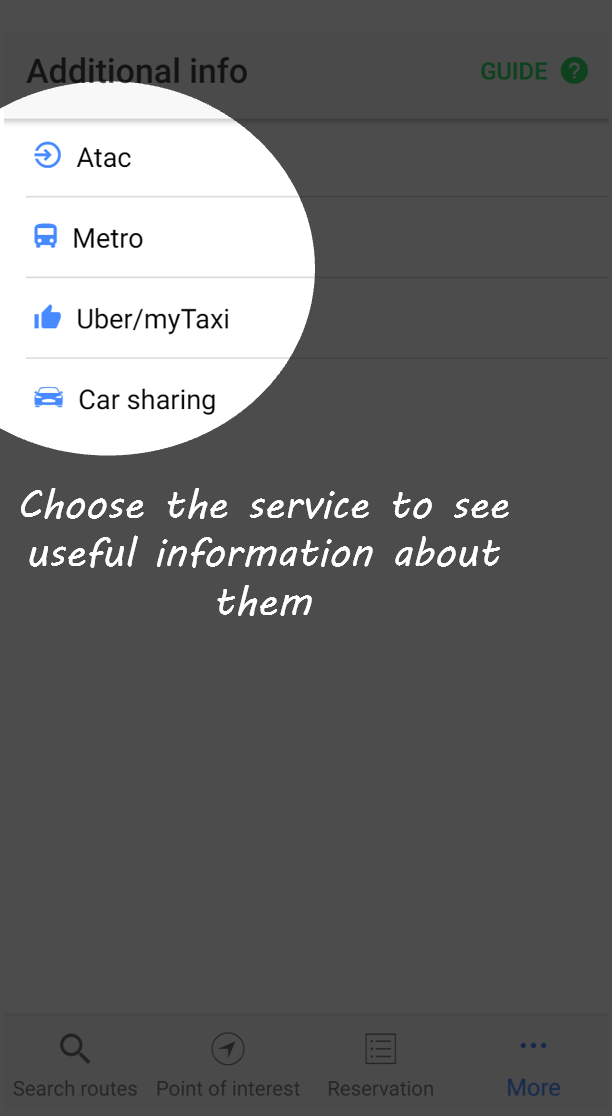 Additional info
GUIDE ?
Atac
Metro
Uber/myTaxi
Car sharing
Choose the service to see
useful information about
them
Search routes
Point of interest
Reservation
More